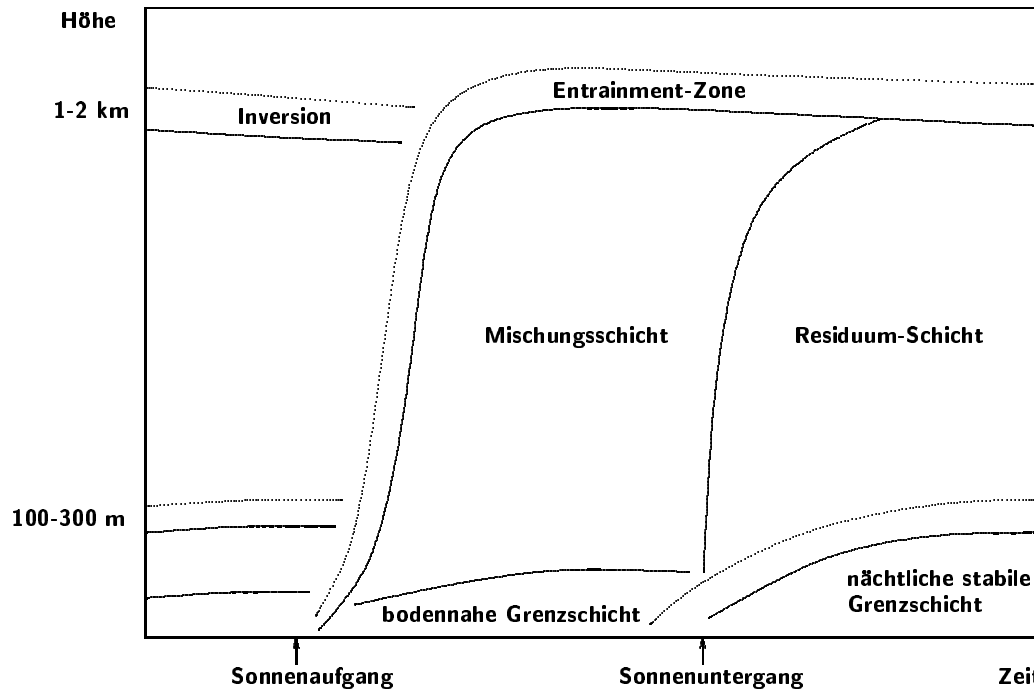 Höhe
Entrainment-Zone
1-2 km
Inversion
Mischungsschicht
Residuum-Schicht
100-300 m
nächtliche stabile
Grenzschicht
bodennahe Grenzschicht
Sonnenaufgang
Sonnenuntergang
Zeit